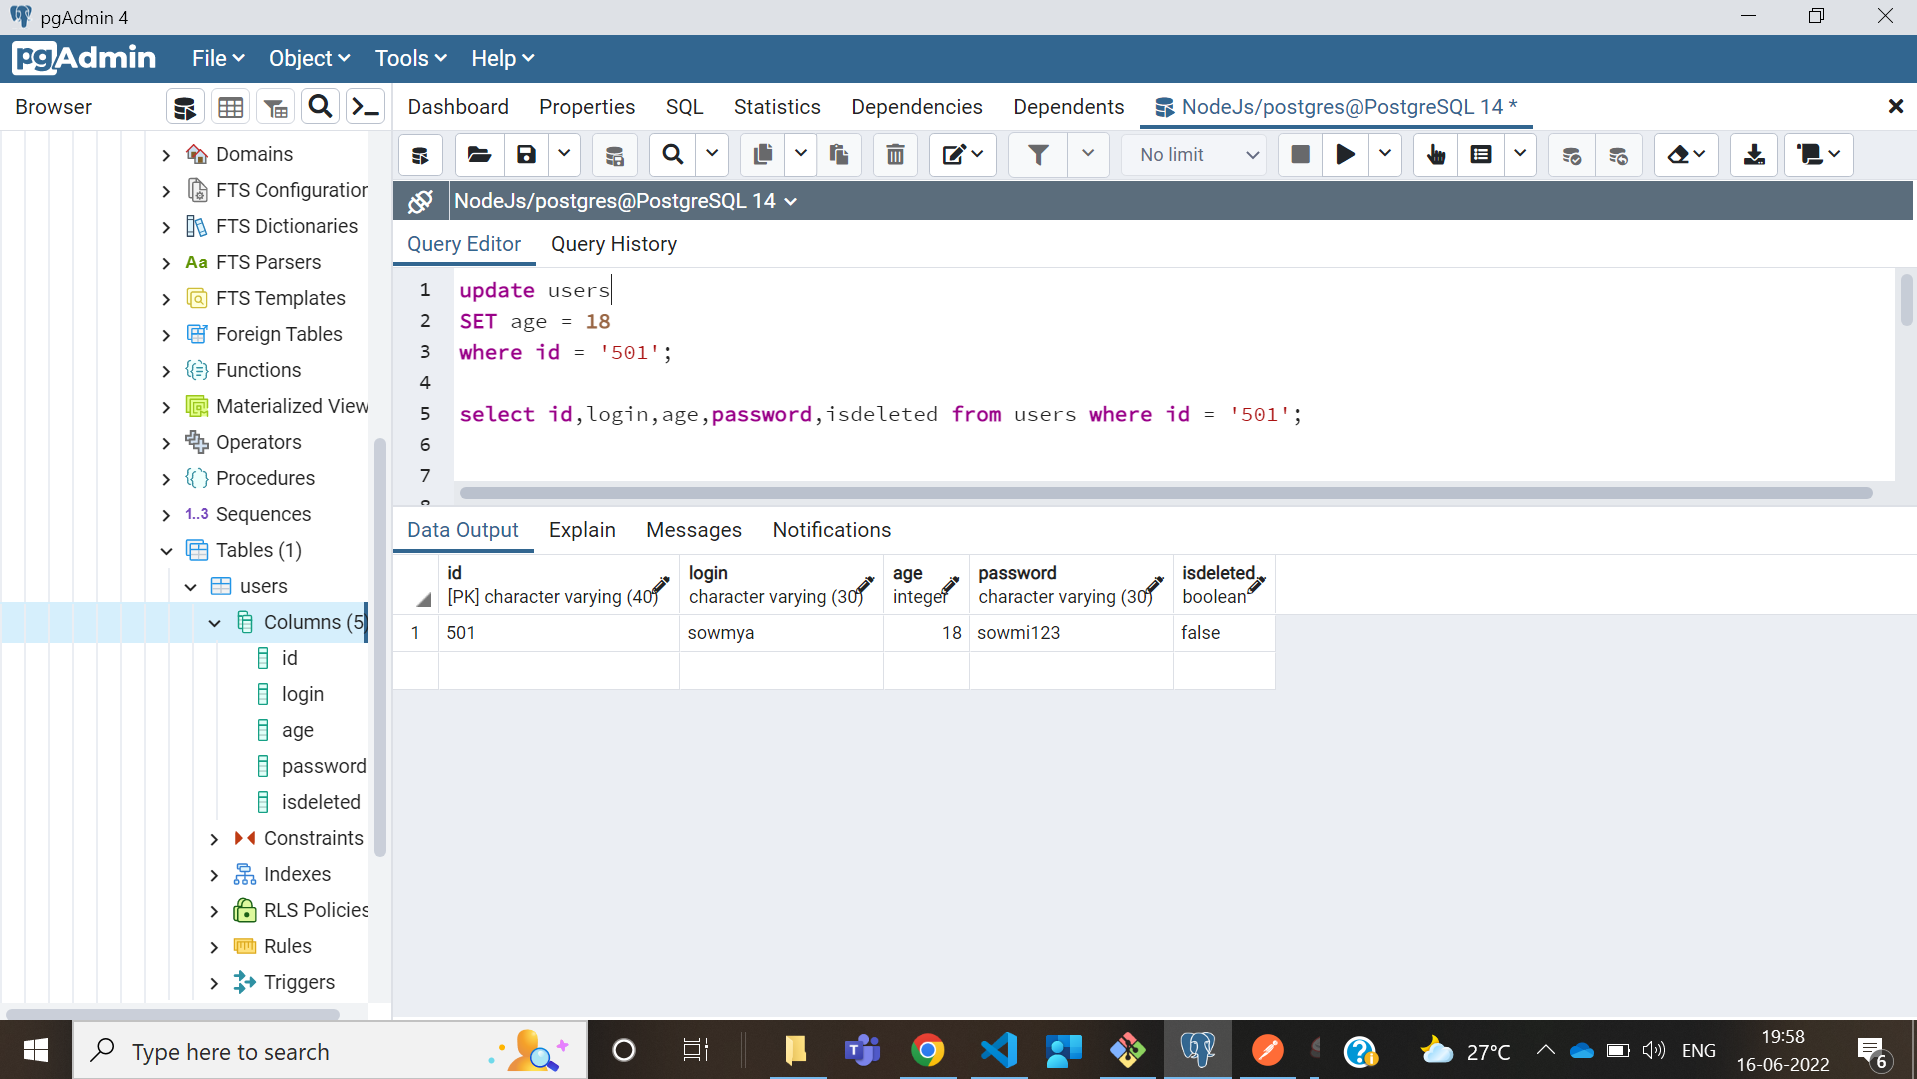 pgAdmin 4
pgAdmin File Object Tools Help
Browser
Dashboard Properties SQL Statistics Dependencies Dependents NodeJs/postgres@PostgreSQL 14 *
No limit
NodeJs/postgres@PostgreSQL 14
Query Editor Query History
1 update users
2 SET age = 18
3 where id = '501';
4
5 select id,login,age,password,isdeleted from users where id = '501';
6
7
Domains
FTS Configuration
FTS Dictionaries
Aa FTS Parsers
FTS Templates
Foreign Tables
Functions
Materialized View
Operators
Procedures
1..3 Sequences
Tables (1)
users
Columns (5)
id
login
age
password
isdeleted
Constraints
Indexes
RLS Policies
Rules
Triggers
Data Output Explain Messages Notifications
id login age password isdeleted
[PK] character varying (40) character varying (30) integer character varying (30) boolean
1 501 sowmya 18 sowmi123 false
Type here to search
27°C
ENG
19:58
16-06-2022
6